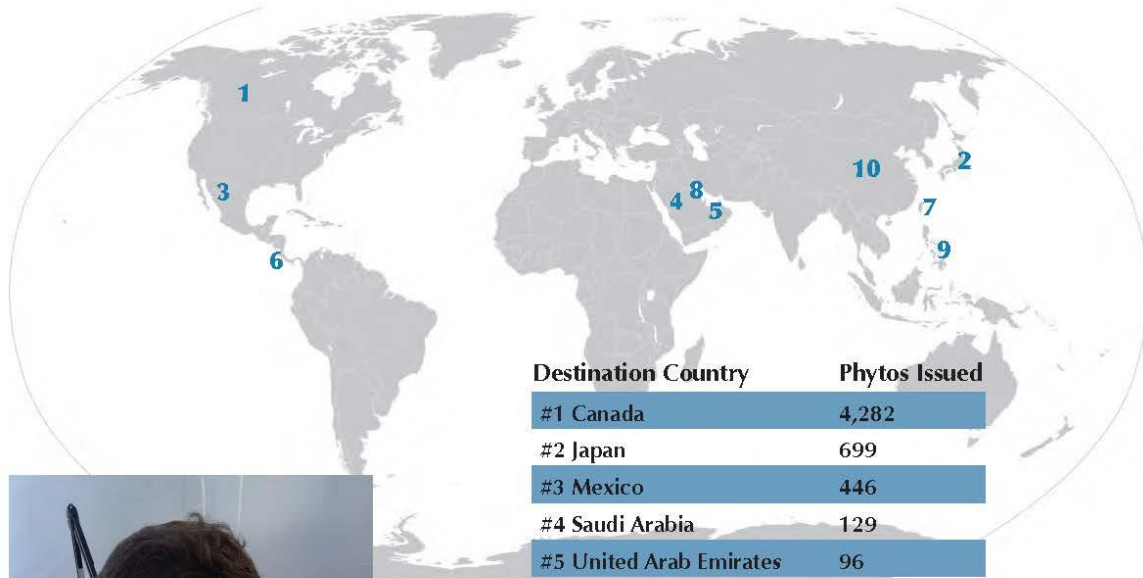 1
2
10
3
8
4
7
5
9
6
Destination Country Phytos Issued
#1 Canada 4,282
#2 Japan 699
#3 Mexico 446
#4 Saudi Arabia 129
#5 United Arab Emirates 96